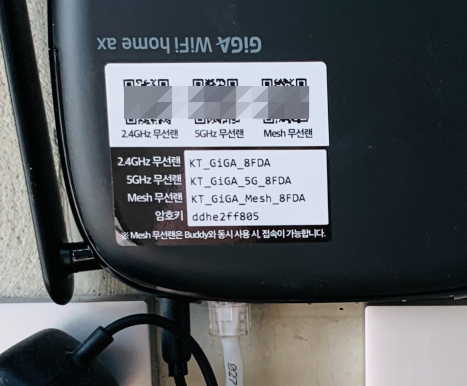 GiGA WiFi home ax
2.4GHz 무선랜 5GHz 무선랜 Mesh 무선랜
2.4GHz 무선랜 KT_GiGA_8FDA
5GHz 무선랜 KT_GiGA_5G_8FDA
Mesh 무선랜 KT_GiGA_Mesh_8FDA
암호키 ddhe2ff805
※ Mesh 무선랜은 Buddy와 동시 사용 시, 접속이 가능합니다.